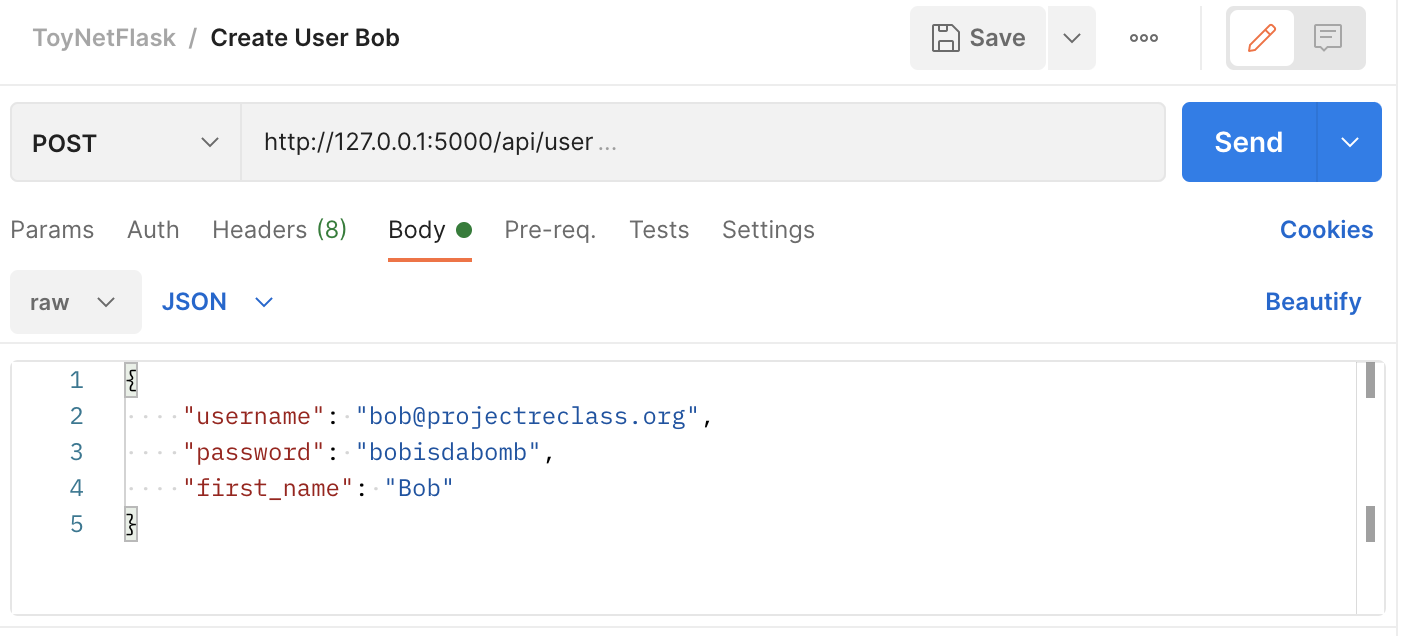 ToyNetFlask / Create User Bob Save ooo
POST http://127.0.0.1:5000/api/user ... Send
Params Auth Headers (8) Body Pre-req. Tests Settings Cookies
raw JSON Beautify
1 {
2 "username": "bob@projectreclass.org",
3 "password": "bobisdabomb",
4 "first_name": "Bob"
5 }